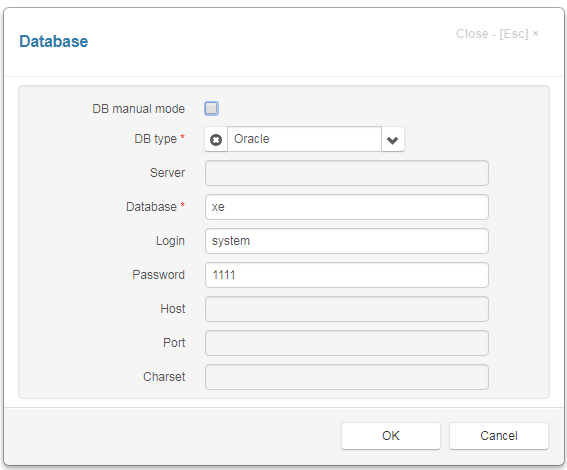 Database
Close - [Esc] ×
DB manual mode
DB type * Oracle
Server
Database * xe
Login system
Password 1111
Host
Port
Charset
OK Cancel